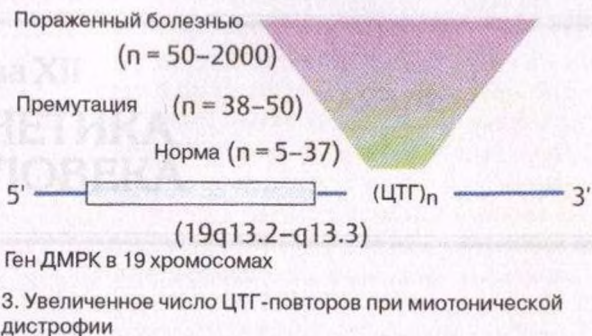 Пораженный болезнью
(n = 50–2000)
Премутация (n = 38–50)
Норма (n = 5–37)
5' (ЦТГ)n 3'
(19q13.2–q13.3)
Ген ДМРК в 19 хромосомах
3. Увеличенное число ЦТГ-повторов при миотонической
дистрофии